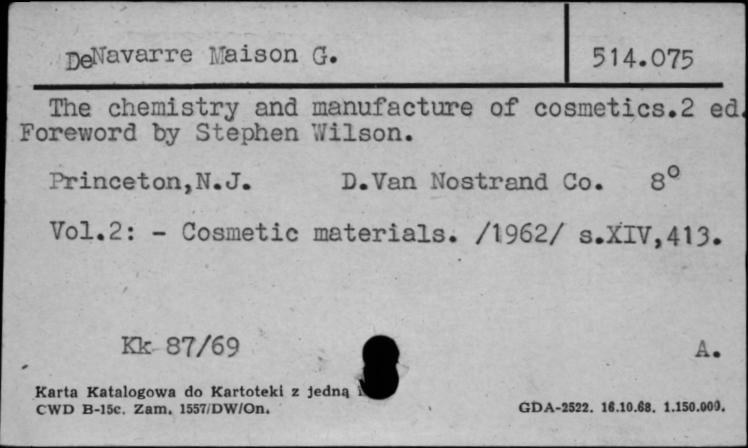 DeNavarre Maison G.
514.075
The chemistry and manufacture of cosmetics.2 ed.
Foreword by Stephen Wilson.
Princeton,N.J. D.Van Nostrand Co. 8°
Vol.2: - Cosmetic materials. /1962/ s.XIV,413.
Kk 87/69
A.
Karta Katalogowa do Kartoteki z jedną
CWD B-15c. Zam. 1557/DW/On.
GDA-2522. 16.10.68. 1.150.000.